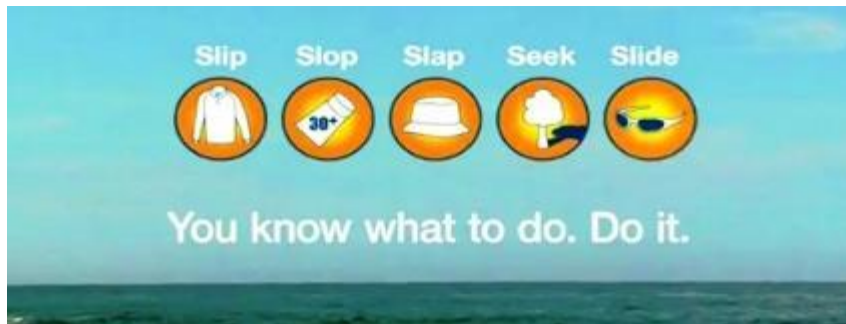 Slip Slop Slap Seek Slide
30+
You know what to do. Do it.